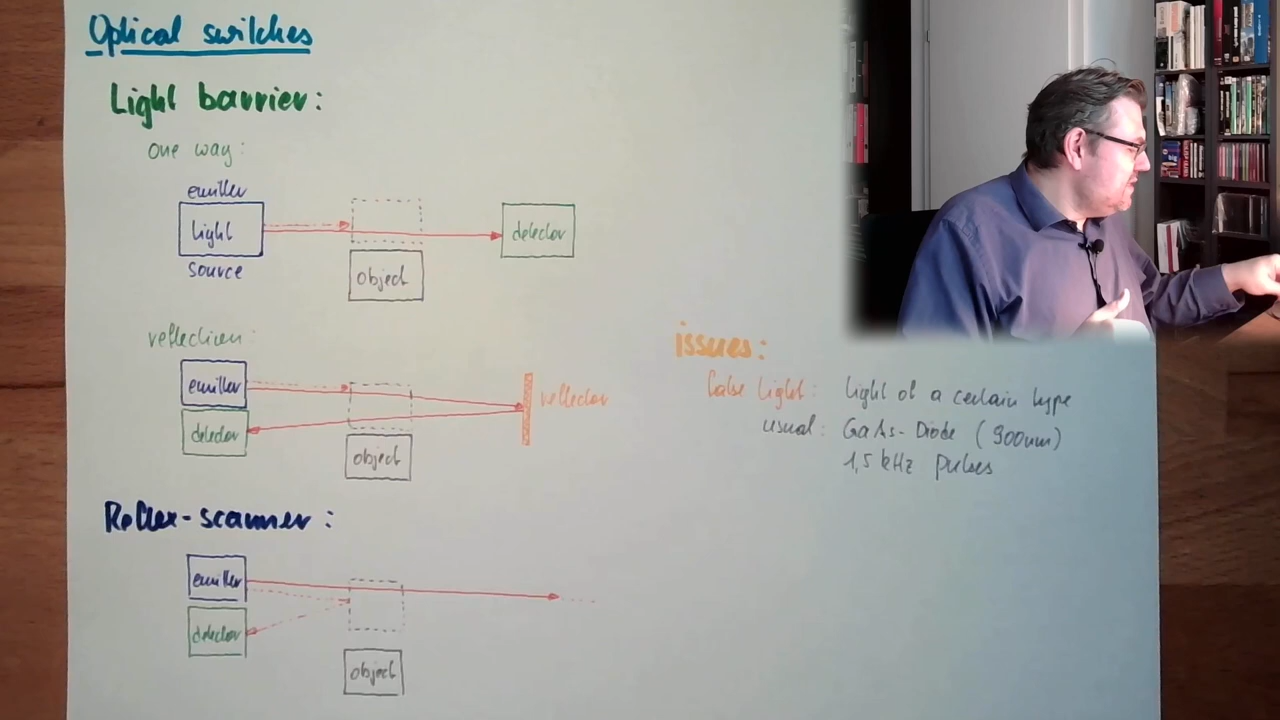 Optical switches
Light barrier:
one way:
emitter
light
source
object
detector
reflection:
emitter
detector
object
reflector
issues:
false light: light of a certain type
usual: GaAs-Diode (900nm)
1,5 kHz pulses
Reflex-scanner:
emitter
detector
object